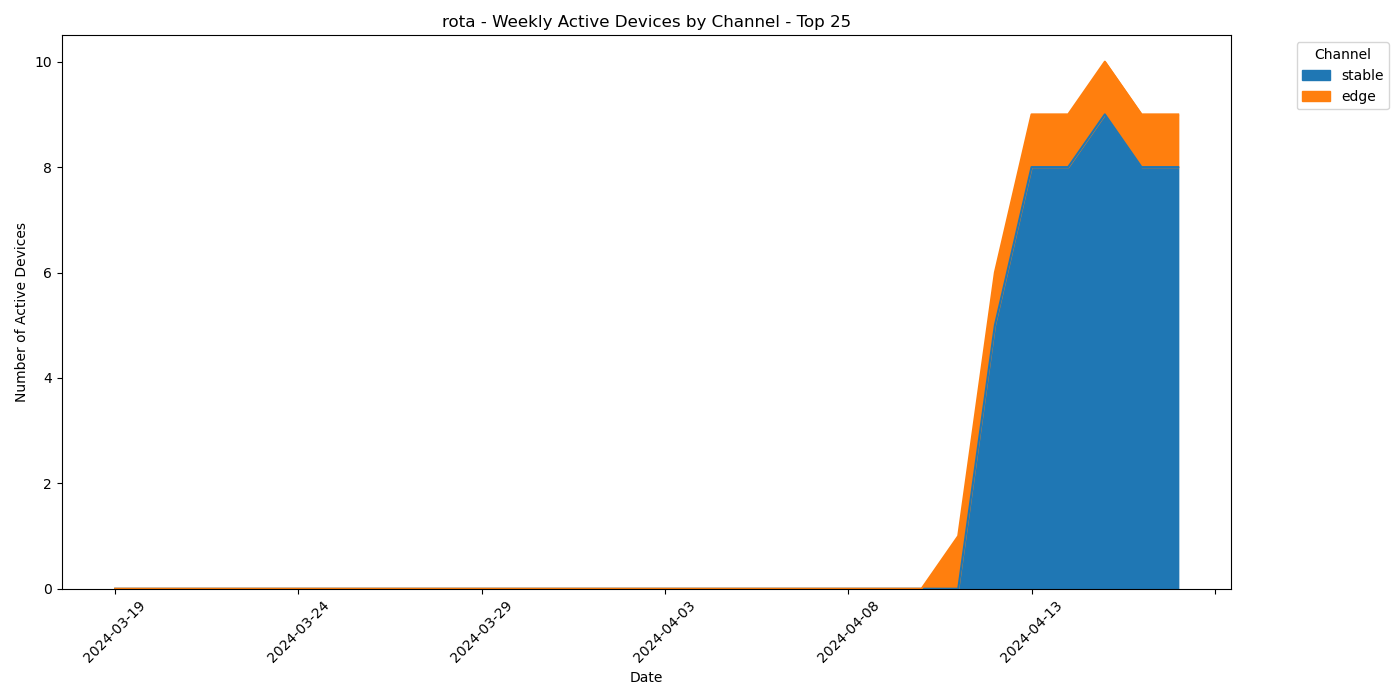 rota - Weekly Active Devices by Channel - Top 25
Channel
stable
edge
10
8
6
4
2
0
Number of Active Devices
2024-03-19
2024-03-24
2024-03-29
2024-04-03
2024-04-08
2024-04-13
Date